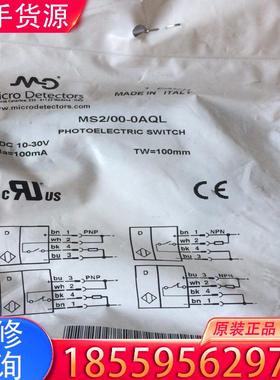 手货源
Micro Detectors
MADE IN ITALY
www.microdetectors.com
MS2/00-0AQL
PHOTOELECTRIC SWITCH
DC 10-30V
=100mA
TW=100mm
c RU US
CE
D
bn 1
PNP
wh 2
bk 4
bu 3
D
bn 1
NPN
wh 2
bk 4
bu 3
D
bu 3
PNP
wh 2
bk 4
bn 1
D
bu 3
NPN
wh 2
bk 4
bn 1
修
询
原装正品
1855956297